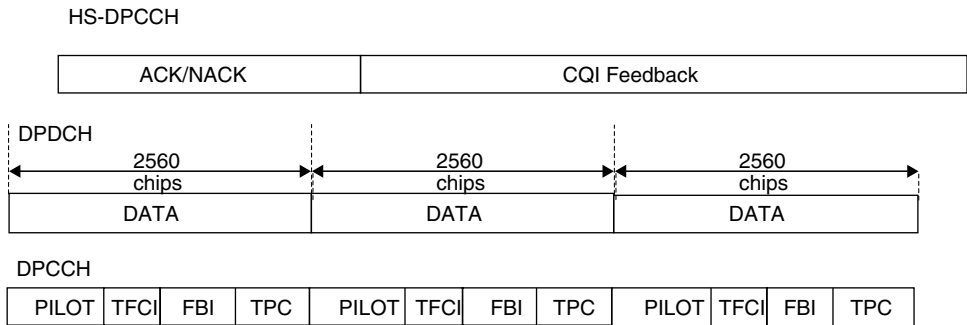 HS-DPCCH
ACK/NACK CQI Feedback
DPDCH
2560 2560 2560
chips chips chips
DATA DATA DATA
DPCCH
PILOT TFCI FBI TPC PILOT TFCI FBI TPC PILOT TFCI FBI TPC